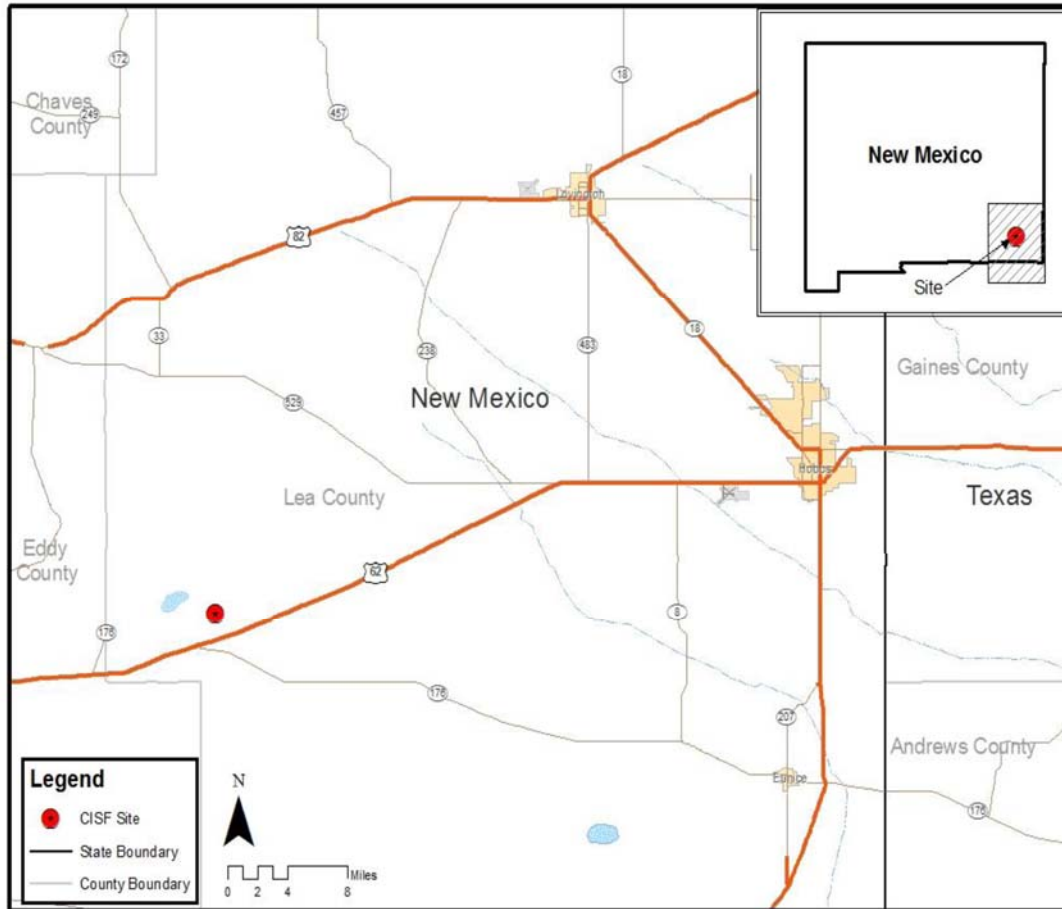 172
Chaves
County
249
457
18
New Mexico
Site
Lovington
82
33
238
483
18
529
New Mexico
Gaines County
Hobbs
Texas
Lea County
Eddy
County
62
176
8
176
207
Andrews County
Eunice
176
Legend
CISF Site
State Boundary
County Boundary
N
Miles
0 2 4 8